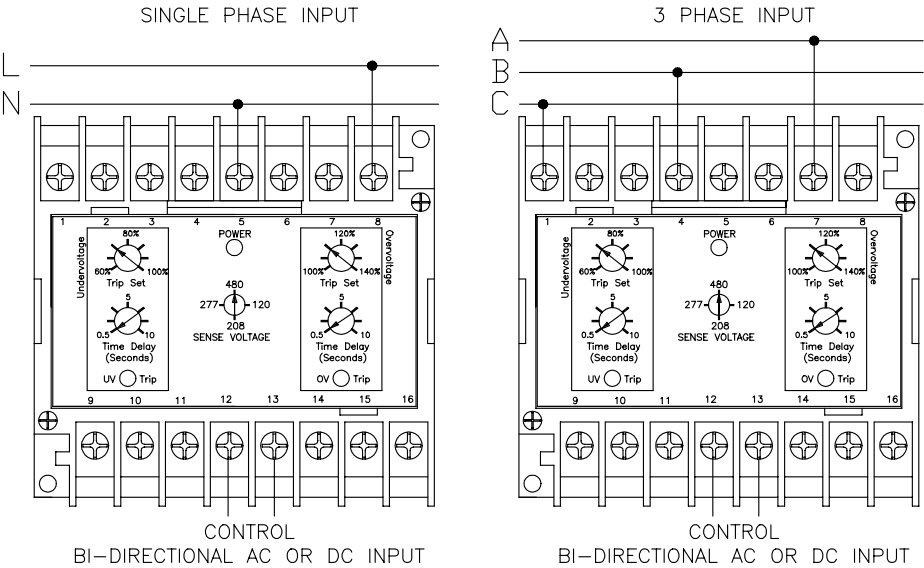 SINGLE PHASE INPUT
L
N
1 2 3 4 5 6 7 8
Undervoltage
80%
60% 100%
Trip Set
5
0.5 10
Time Delay
(Seconds)
UV Trip
POWER
480
277 120
208
SENSE VOLTAGE
Overvoltage
120%
100% 140%
Trip Set
5
0.5 10
Time Delay
(Seconds)
OV Trip
9 10 11 12 13 14 15 16
CONTROL
BI-DIRECTIONAL AC OR DC INPUT
3 PHASE INPUT
A
B
C
1 2 3 4 5 6 7 8
Undervoltage
80%
60% 100%
Trip Set
5
0.5 10
Time Delay
(Seconds)
UV Trip
POWER
480
277 120
208
SENSE VOLTAGE
Overvoltage
120%
100% 140%
Trip Set
5
0.5 10
Time Delay
(Seconds)
OV Trip
9 10 11 12 13 14 15 16
CONTROL
BI-DIRECTIONAL AC OR DC INPUT